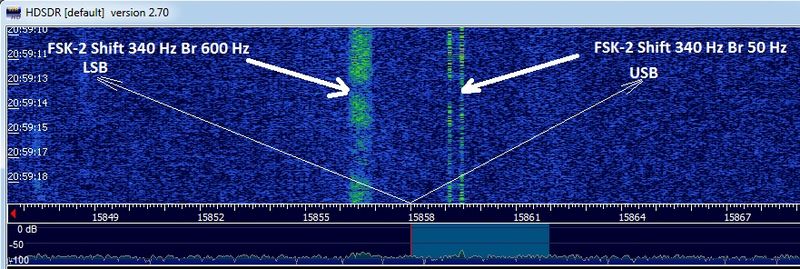 HDSDR [default] version 2.70
20:59:10
20:59:11
20:59:13
20:59:14
20:59:15
20:59:17
20:59:18
FSK-2 Shift 340 Hz Br 600 Hz
LSB
FSK-2 Shift 340 Hz Br 50 Hz
USB
15849 15852 15855 15858 15861 15864 15867
0 dB
-50
-100